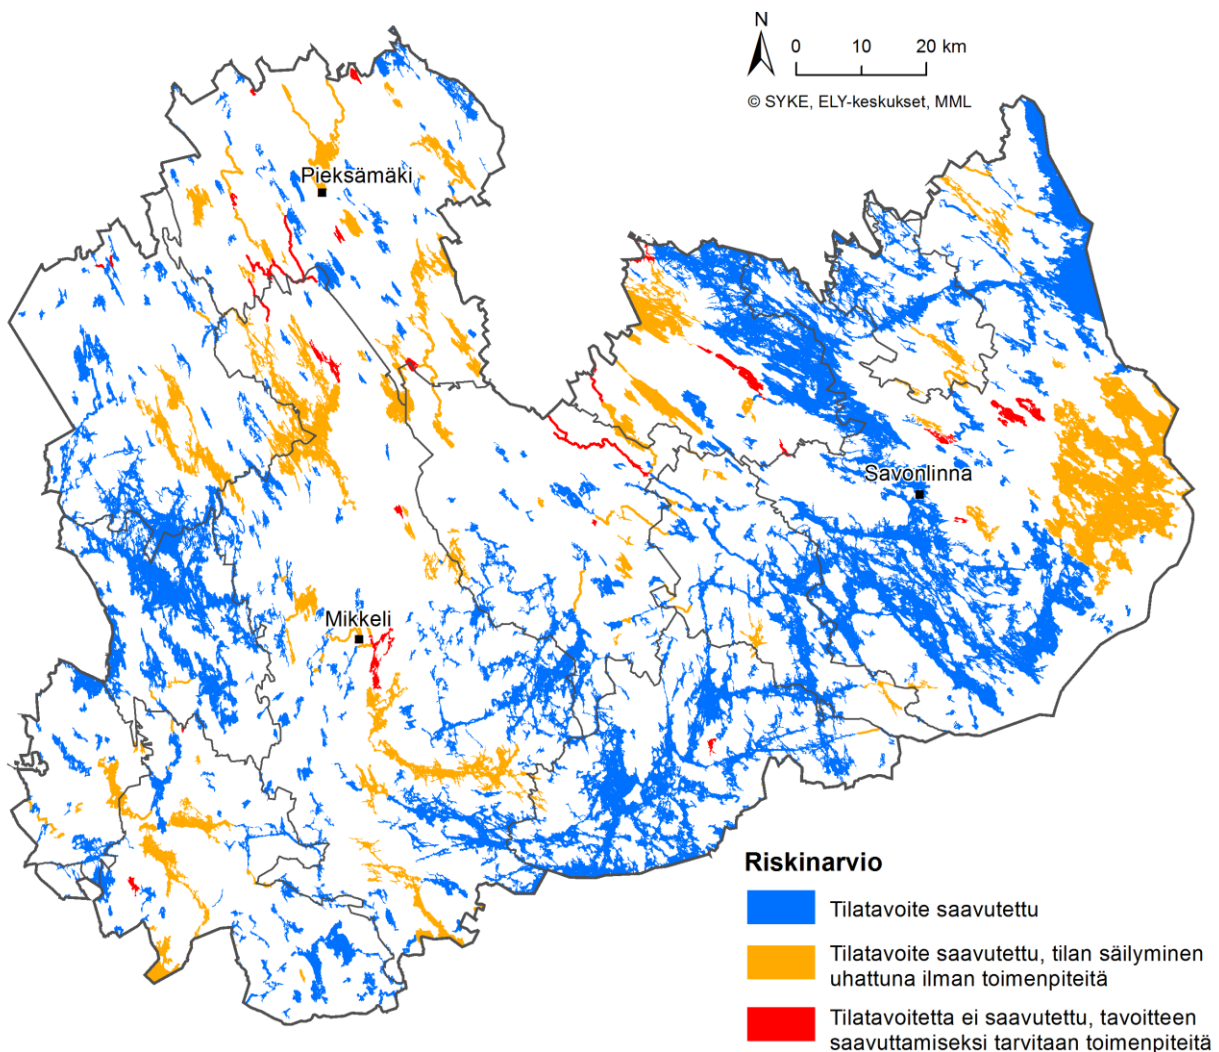 N
0 10 20 km
© SYKE, ELY-keskukset, MML
Pieksämäki
Savonlinna
Mikkeli
Riskinarvio
Tilatavoite saavutettu
Tilatavoite saavutettu, tilan säilyminen
uhattuna ilman toimenpiteitä
Tilatavoitetta ei saavutettu, tavoitteen
saavuttamiseksi tarvitaan toimenpiteitä